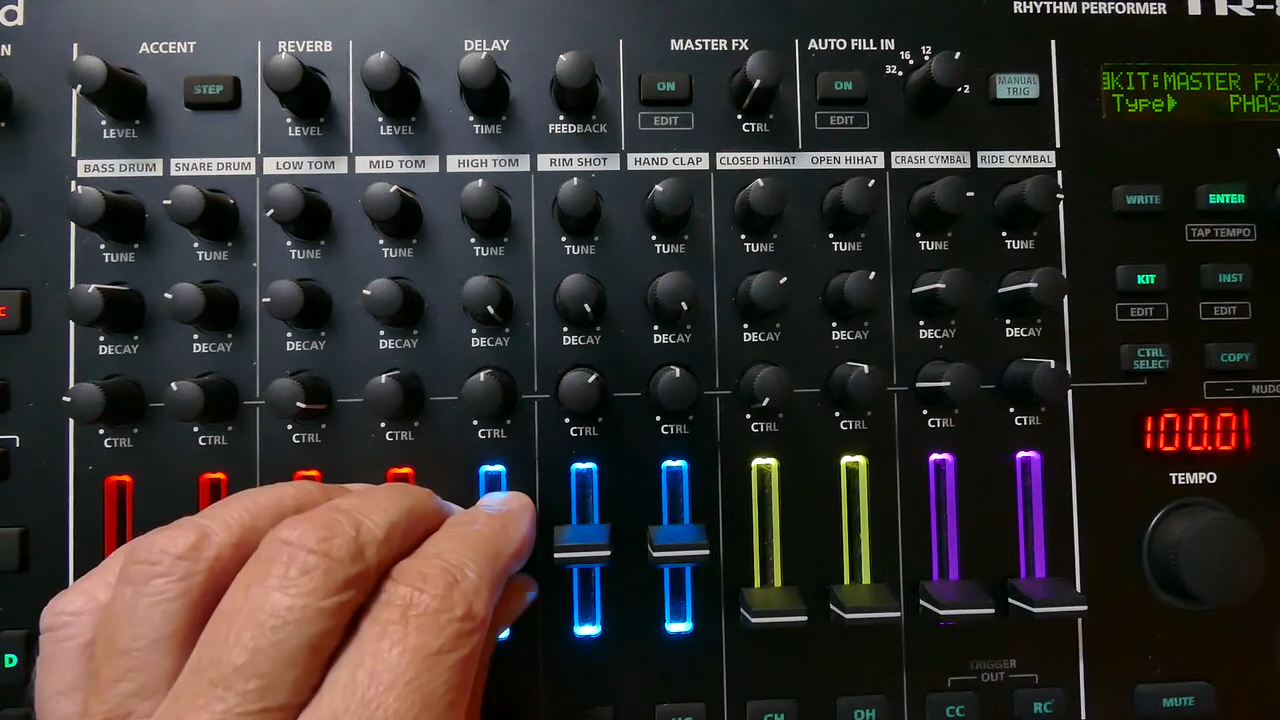 d
RHYTHM PERFORMER TR-8
N
ACCENT REVERB DELAY MASTER FX AUTO FILL IN
STEP ON ON 32 16 12 2 MANUAL TRIG
EDIT EDIT
LEVEL LEVEL LEVEL TIME FEEDBACK CTRL
KIT:MASTER FX
Type PHAS
BASS DRUM SNARE DRUM LOW TOM MID TOM HIGH TOM RIM SHOT HAND CLAP CLOSED HIHAT OPEN HIHAT CRASH CYMBAL RIDE CYMBAL
WRITE ENTER
TAP TEMPO
TUNE TUNE TUNE TUNE TUNE TUNE TUNE TUNE TUNE TUNE TUNE
KIT INST
EDIT EDIT
C
DECAY DECAY DECAY DECAY DECAY DECAY DECAY DECAY DECAY DECAY DECAY
CTRL SELECT COPY
NUDG
CTRL CTRL CTRL CTRL CTRL CTRL CTRL CTRL CTRL CTRL CTRL
100.01
TEMPO
D
TRIGGER
OUT
CH OH CC RC
MUTE